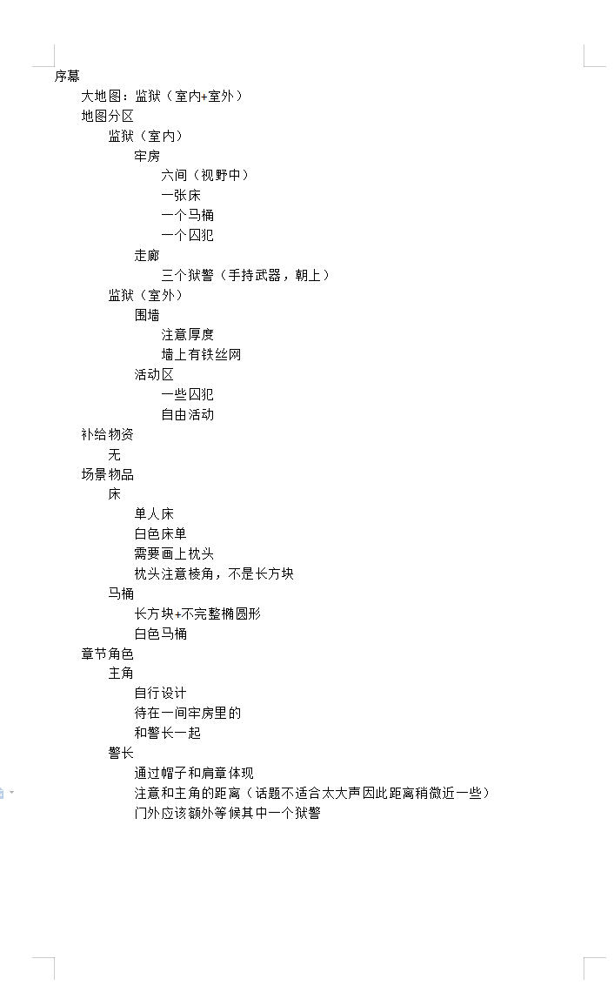 序幕
大地图：监狱（室内+室外）
地图分区
监狱（室内）
牢房
六间（视野中）
一张床
一个马桶
一个囚犯
走廊
三个狱警（手持武器，朝上）
监狱（室外）
围墙
注意厚度
墙上有铁丝网
活动区
一些囚犯
自由活动
补给物资
无
场景物品
床
单人床
白色床单
需要画上枕头
枕头注意棱角，不是长方块
马桶
长方块+不完整椭圆形
白色马桶
章节角色
主角
自行设计
待在一间牢房里的
和警长一起
警长
通过帽子和肩章体现
注意和主角的距离（话题不适合太大声因此距离稍微近一些）
门外应该额外等候其中一个狱警